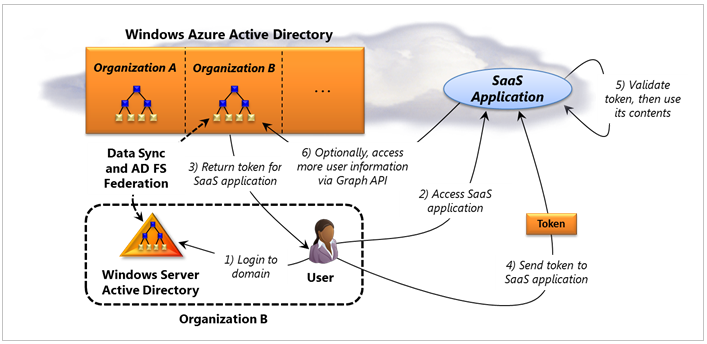 Windows Azure Active Directory
Organization A
Organization B
...
SaaS
Application
5) Validate
token, then use
its contents
Data Sync
and AD FS
Federation
3) Return token for
SaaS application
6) Optionally, access
more user information
via Graph API
2) Access SaaS
application
Token
1) Login to
domain
User
4) Send token to
SaaS application
Windows Server
Active Directory
Organization B